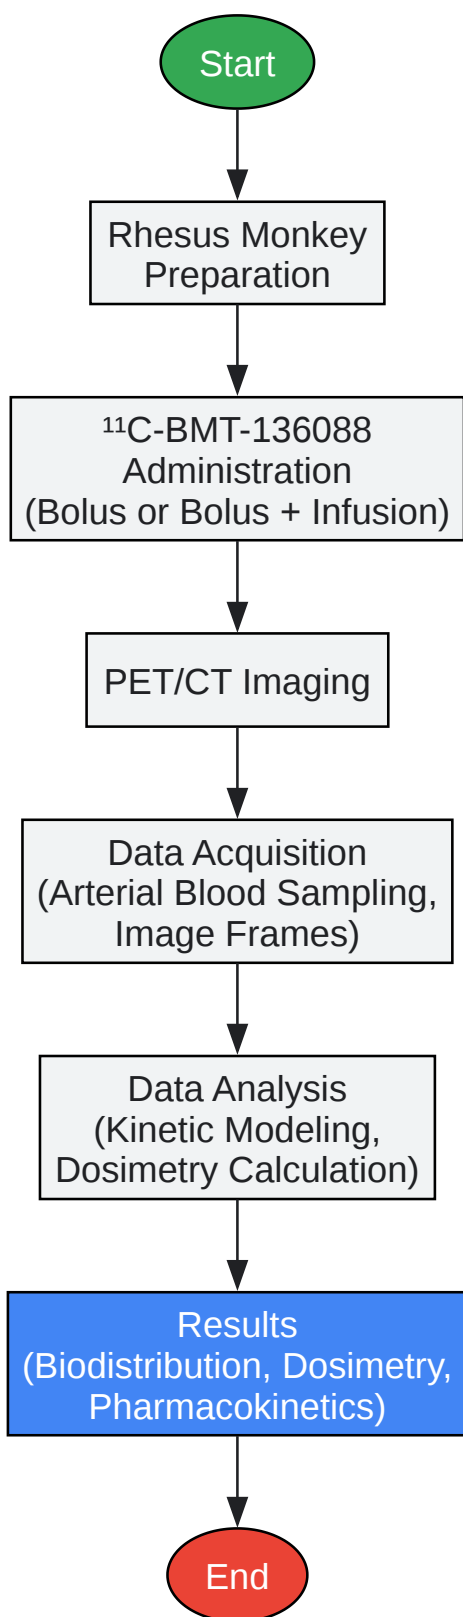 Start
Rhesus Monkey
Preparation
¹¹C-BMT-136088
Administration
(Bolus or Bolus + Infusion)
PET/CT Imaging
Data Acquisition
(Arterial Blood Sampling,
Image Frames)
Data Analysis
(Kinetic Modeling,
Dosimetry Calculation)
Results
(Biodistribution, Dosimetry,
Pharmacokinetics)
End